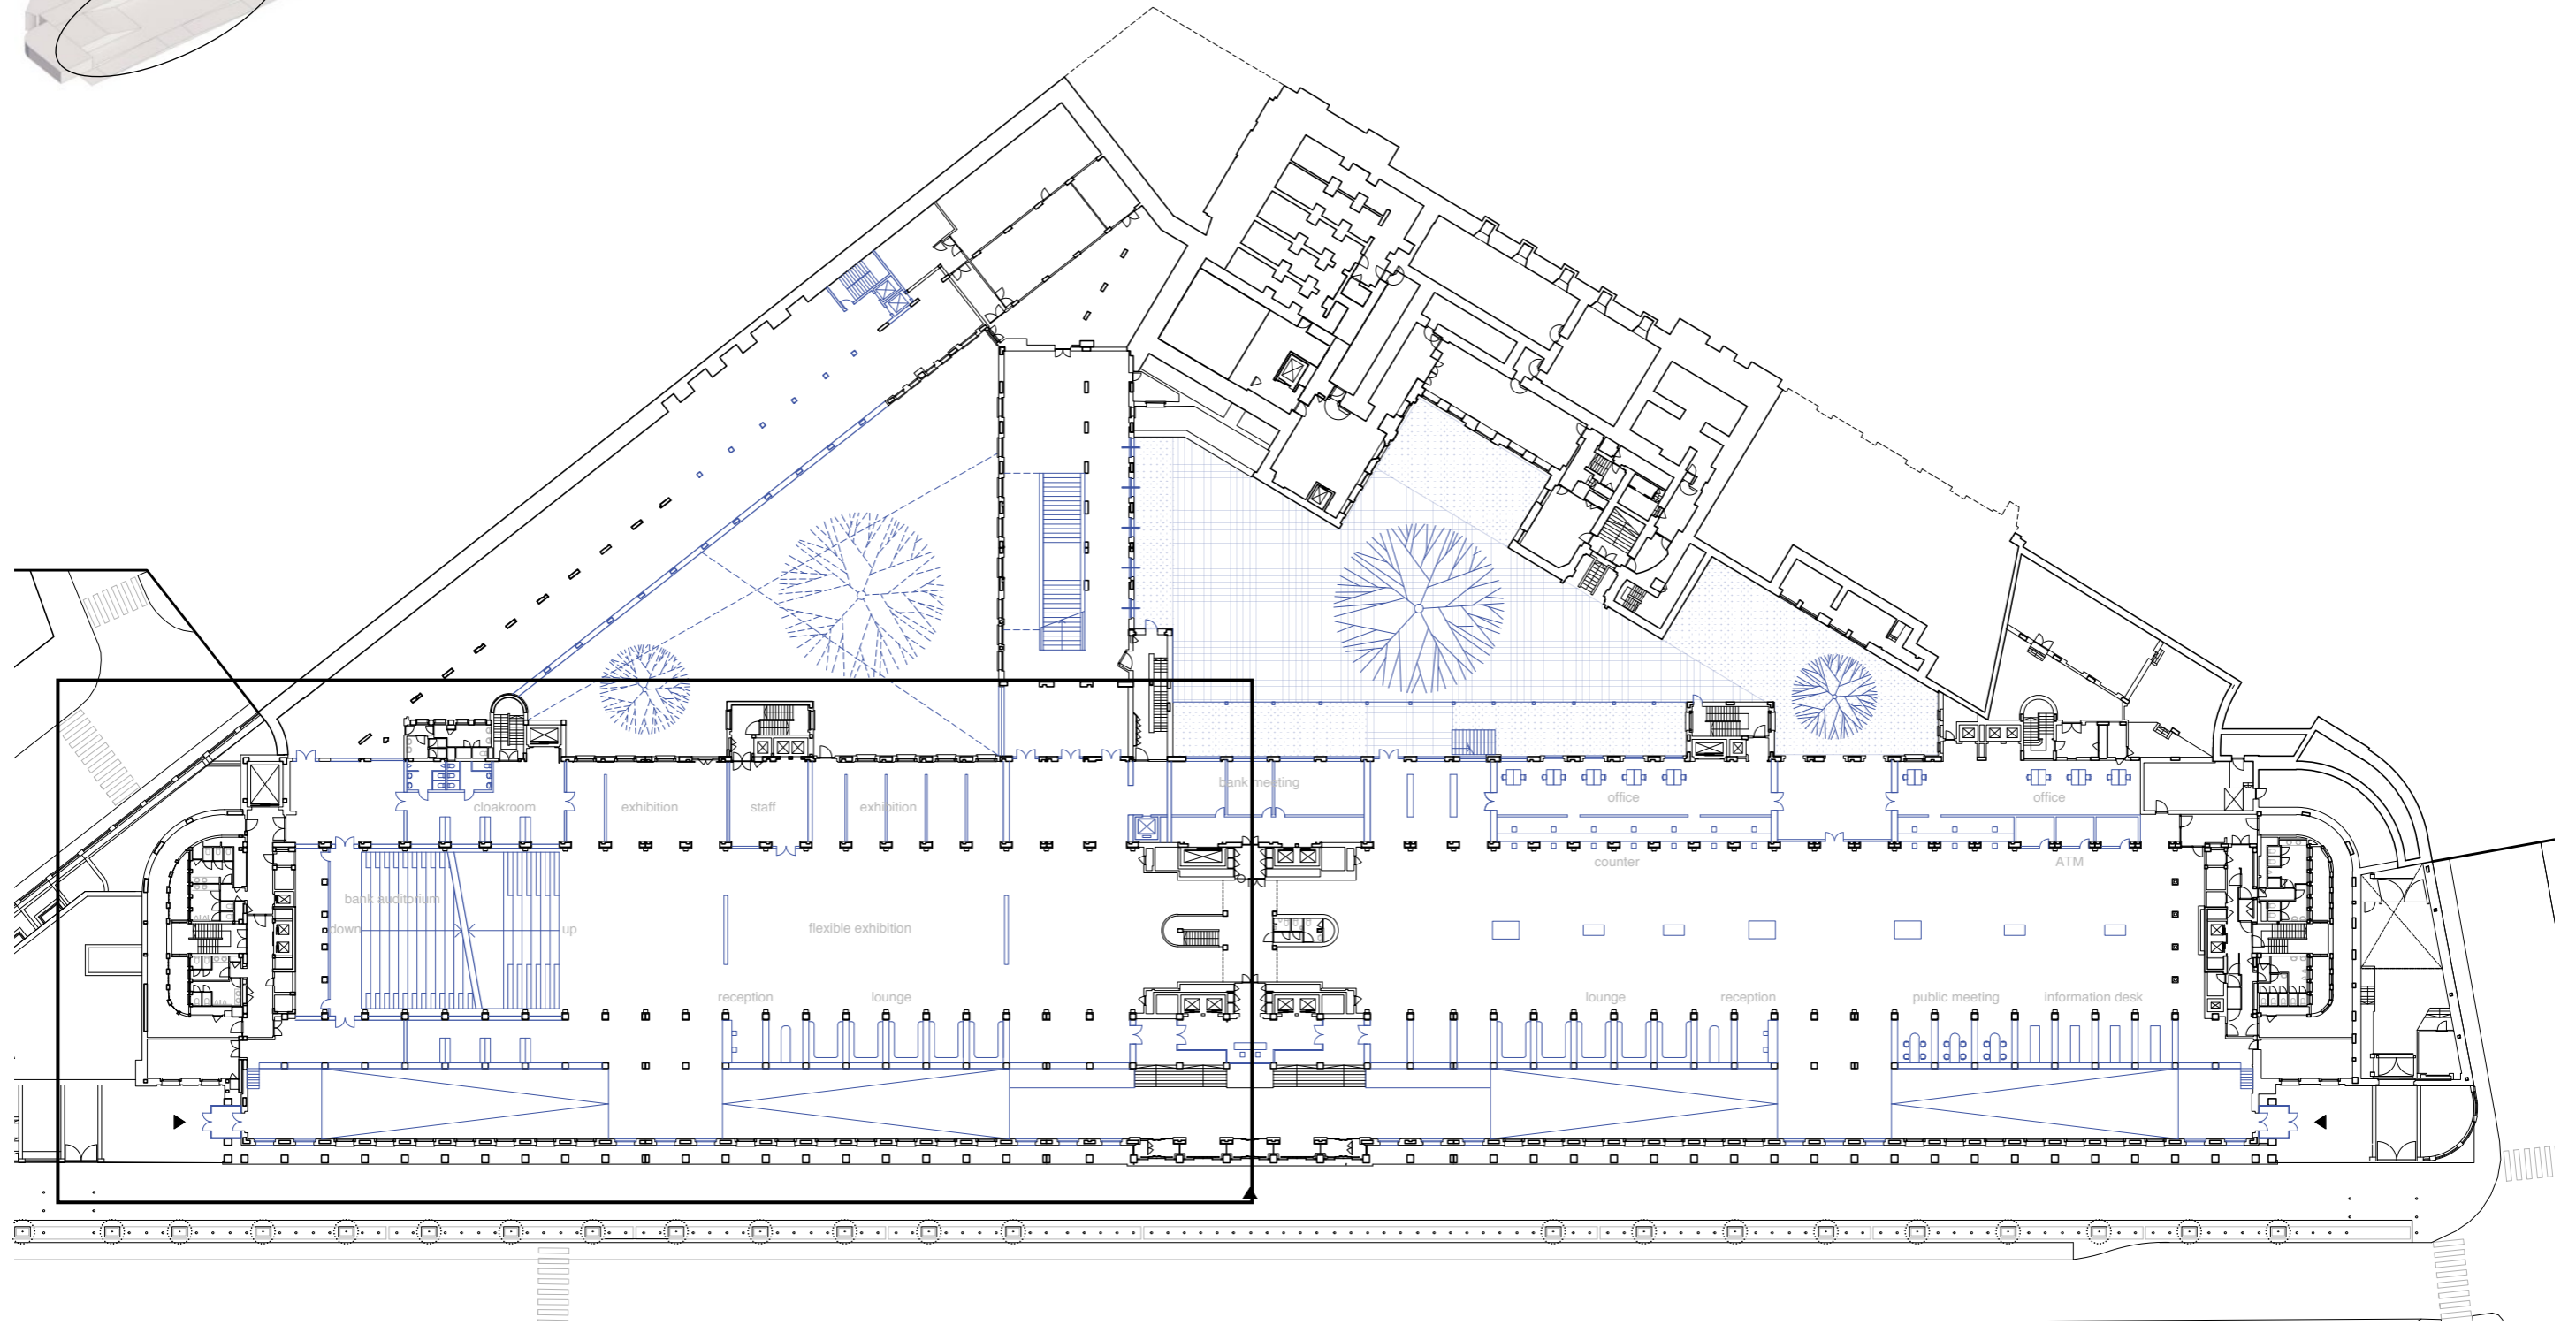 bank meeting
cloakroom
exhibition
staff
exhibition
office
office
counter
ATM
bank auditorium
down
up
flexible exhibition
reception
lounge
lounge
reception
public meeting
information desk